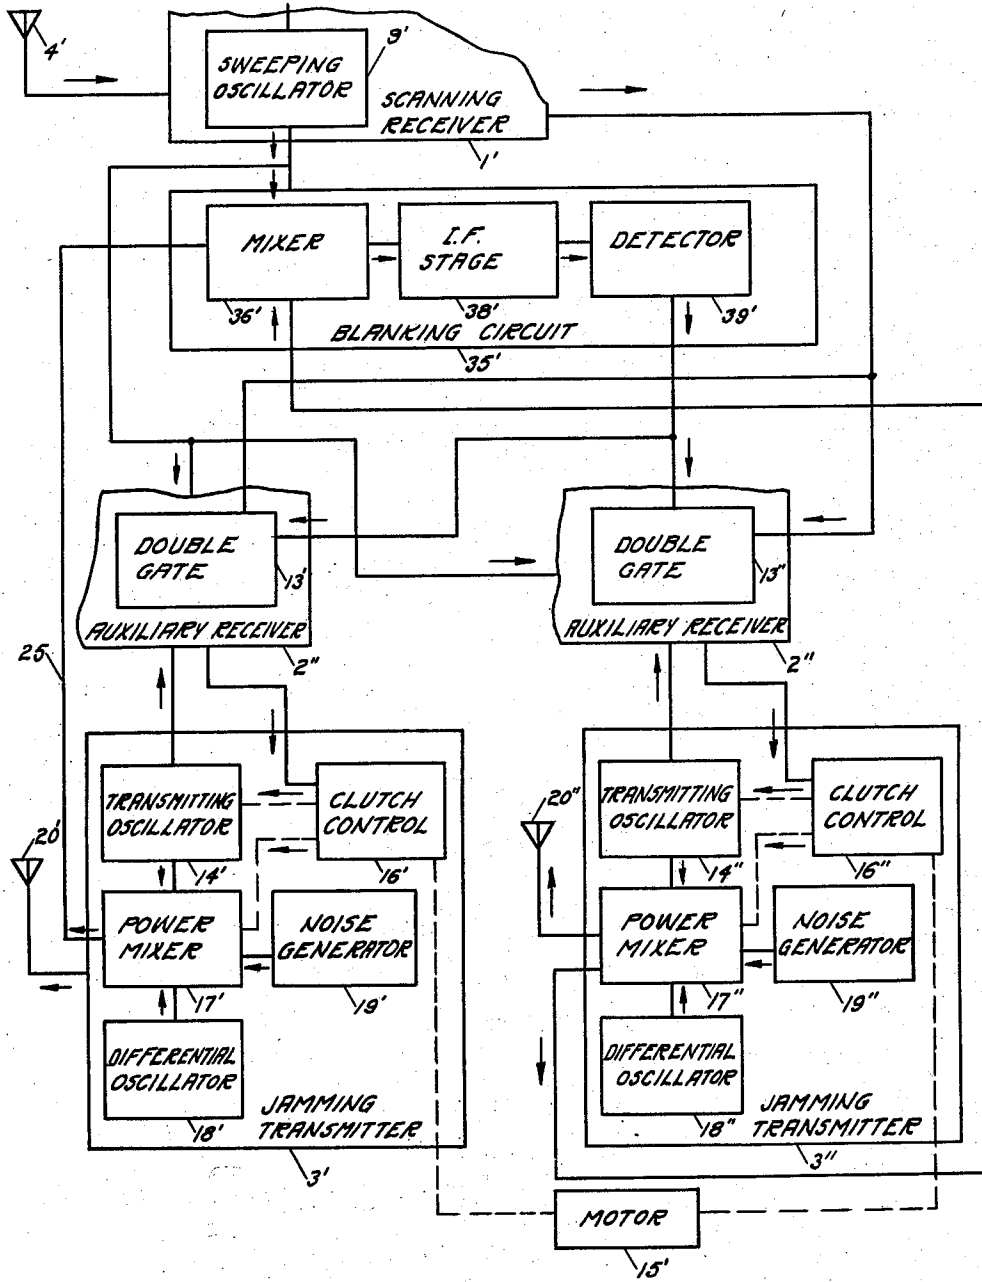 4'
SWEEPING
OSCILLATOR
9'
SCANNING
RECEIVER
1'
MIXER
36'
I.F.
STAGE
38'
DETECTOR
39'
BLANKING CIRCUIT
35'
DOUBLE
GATE
13'
AUXILIARY RECEIVER
2"
DOUBLE
GATE
13"
AUXILIARY RECEIVER
2"
25
TRANSMITTING
OSCILLATOR
14'
CLUTCH
CONTROL
16'
20'
POWER
MIXER
17'
NOISE
GENERATOR
19'
DIFFERENTIAL
OSCILLATOR
18'
JAMMING
TRANSMITTER
3'
20"
TRANSMITTING
OSCILLATOR
14"
CLUTCH
CONTROL
16"
POWER
MIXER
17"
NOISE
GENERATOR
19"
DIFFERENTIAL
OSCILLATOR
18"
JAMMING
TRANSMITTER
3"
MOTOR
15'